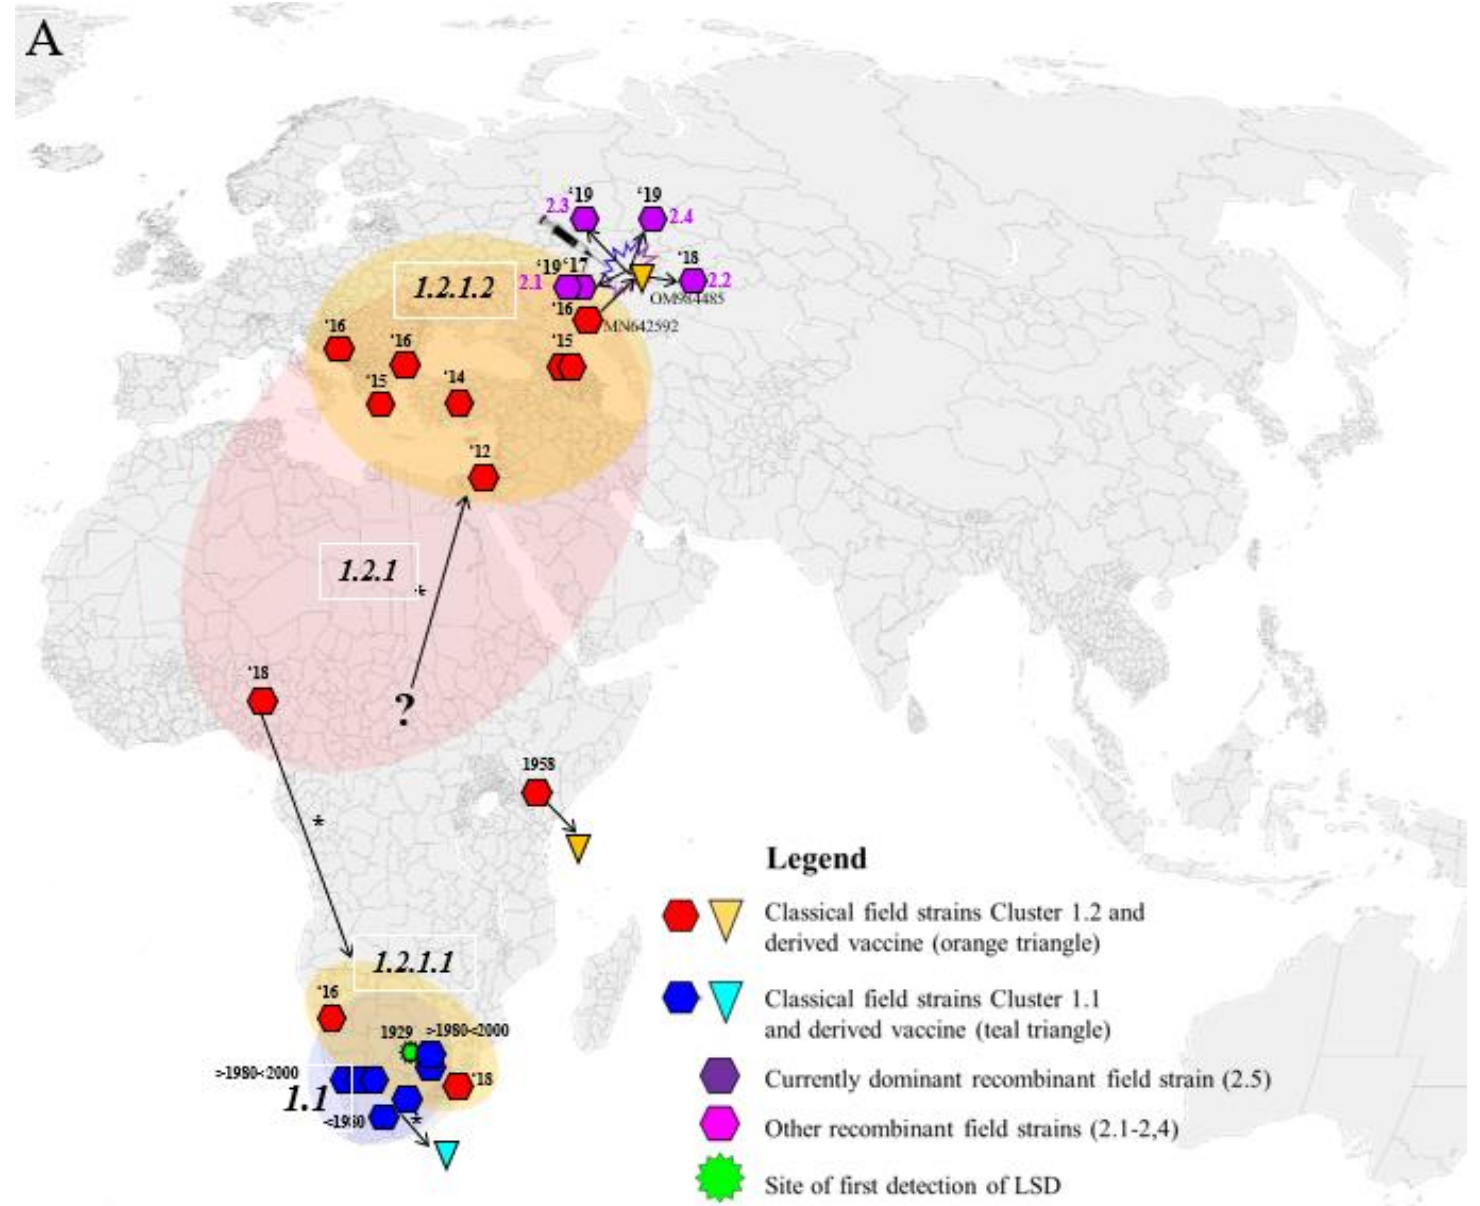 A
‘19
‘19
2.3
2.4
‘19
‘17
‘18
2.1
2.2
1.2.1.2
OM984485
‘16
MN642592
‘16
‘16
‘15
‘15
‘14
‘12
1.2.1
*
‘18
?
1958
*
1.2.1.1
‘16
1929
>1980-<2000
>1980-<2000
‘18
1.1
*
Legend
Classical field strains Cluster 1.2 and
derived vaccine (orange triangle)
Classical field strains Cluster 1.1
and derived vaccine (teal triangle)
Currently dominant recombinant field strain (2.5)
Other recombinant field strains (2.1-2,4)
Site of first detection of LSD